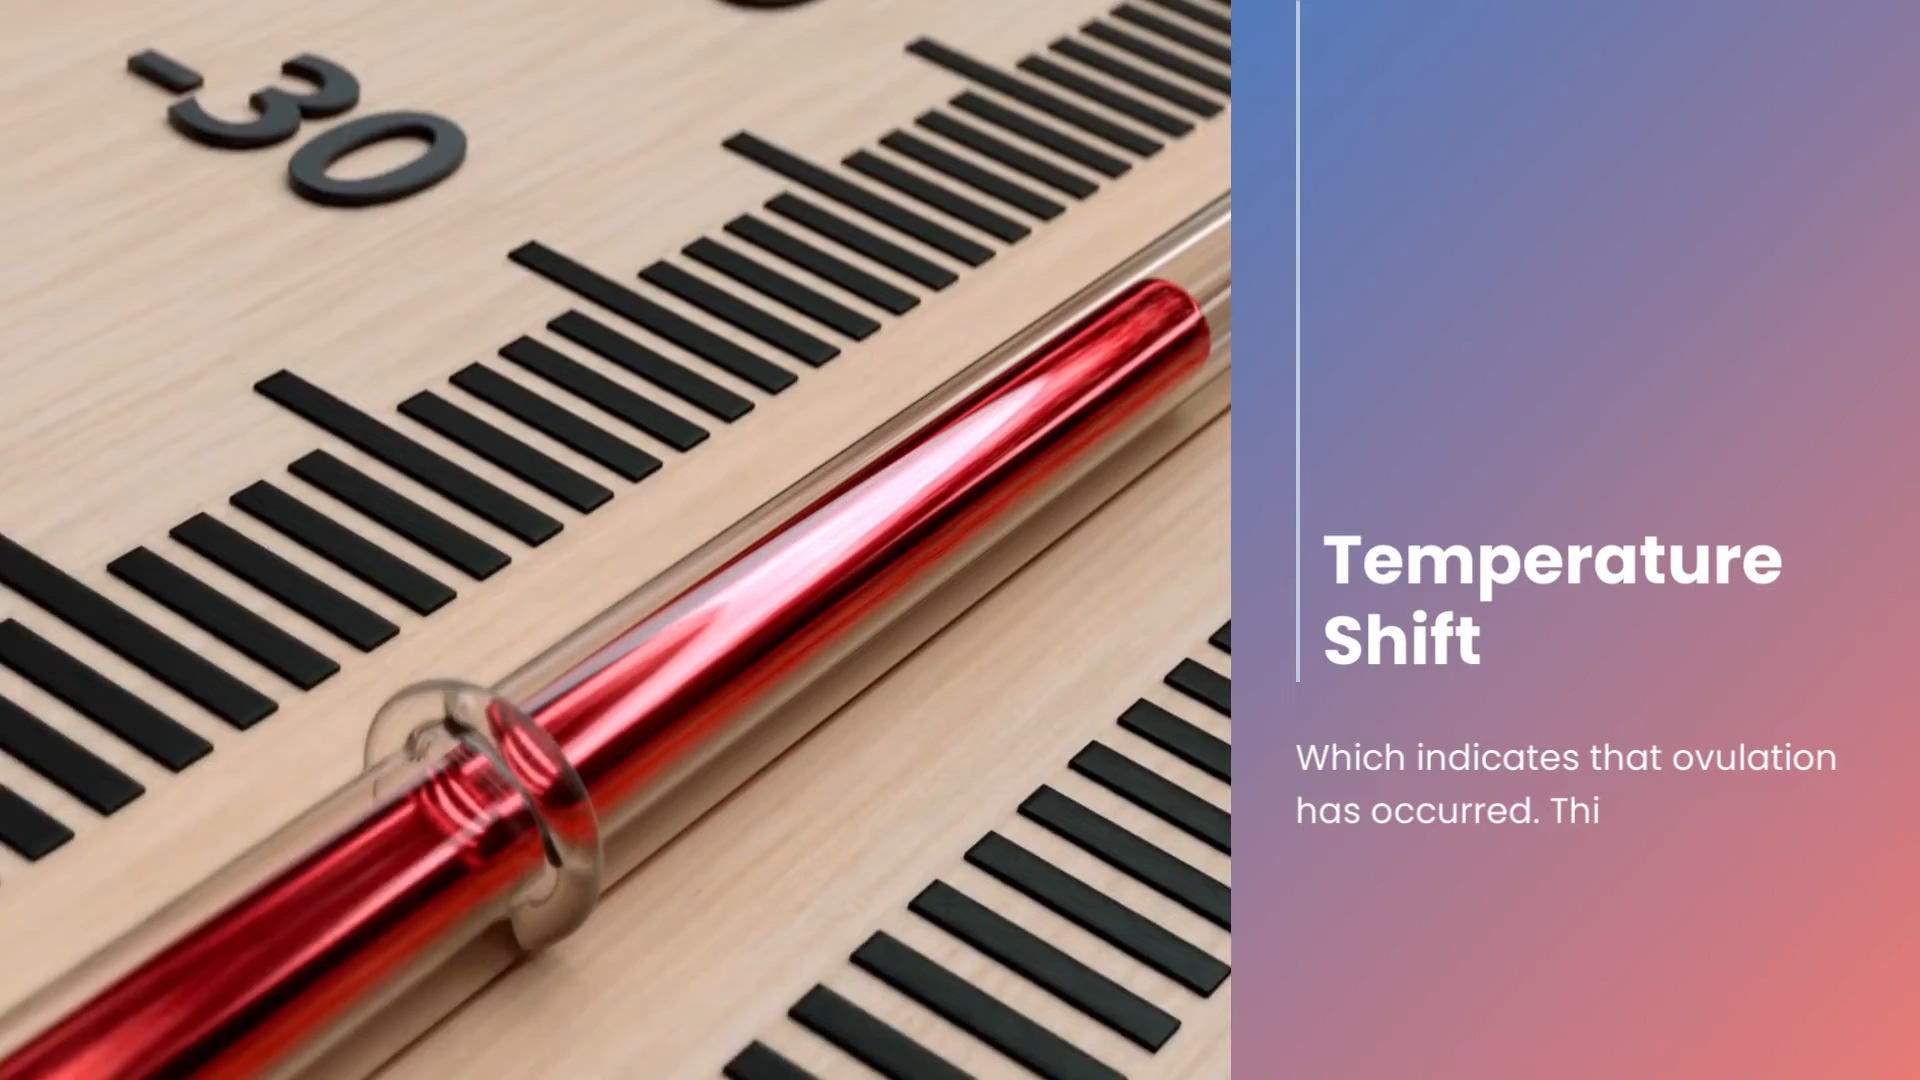 -30
Temperature
Shift
Which indicates that ovulation
has occurred. Thi